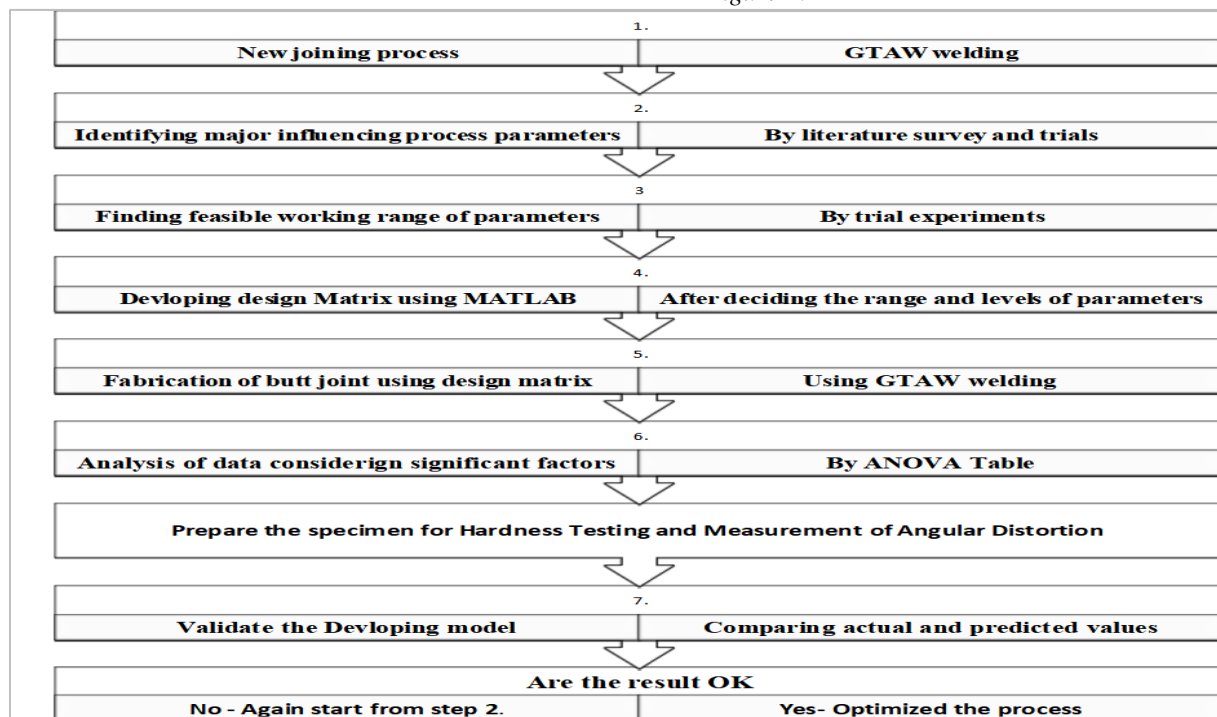 1.
New joining process GTAW welding
2.
Identifying major influencing process parameters By literature survey and trials
3
Finding feasible working range of parameters By trial experiments
4.
Devloping design Matrix using MATLAB After deciding the range and levels of parameters
5.
Fabrication of butt joint using design matrix Using GTAW welding
6.
Analysis of data considerign significant factors By ANOVA Table
Prepare the specimen for Hardness Testing and Measurement of Angular Distortion
7.
Validate the Devloping model Comparing actual and predicted values
Are the result OK
No - Again start from step 2. Yes- Optimized the process